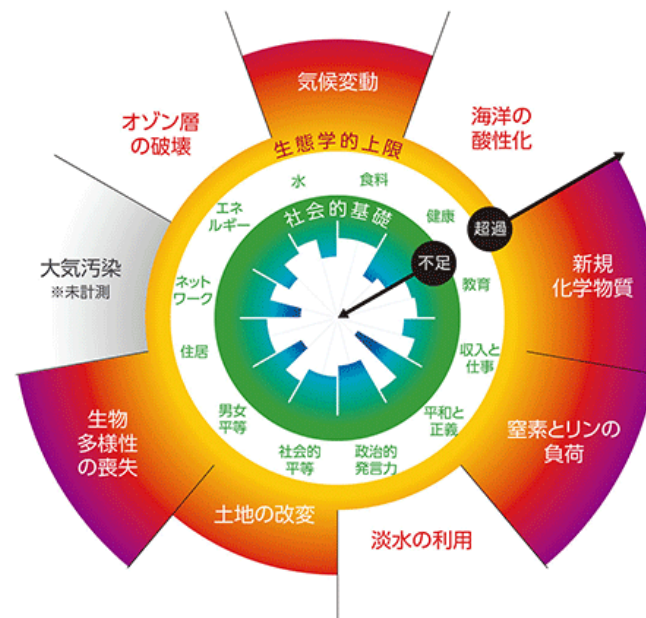 気候変動
オゾン層
の破壊
海洋の
酸性化
生態学的上限
水
食料
エネ
ルギー
社会的基礎
健康
超過
不足
大気汚染
※未計測
ネット
ワーク
教育
新規
化学物質
住居
収入と
仕事
生物
多様性
の喪失
男女
平等
平和と
正義
窒素とリンの
負荷
社会的
平等
政治的
発言力
土地の改変
淡水の利用